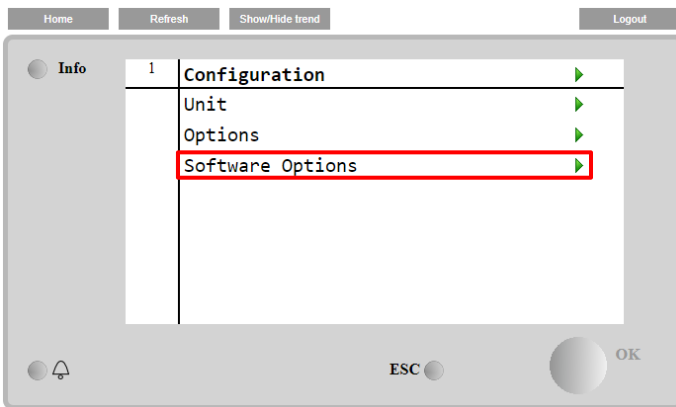 Home Refresh Show/Hide trend Logout
Info
1 Configuration
Unit
Options
Software Options
ESC
OK